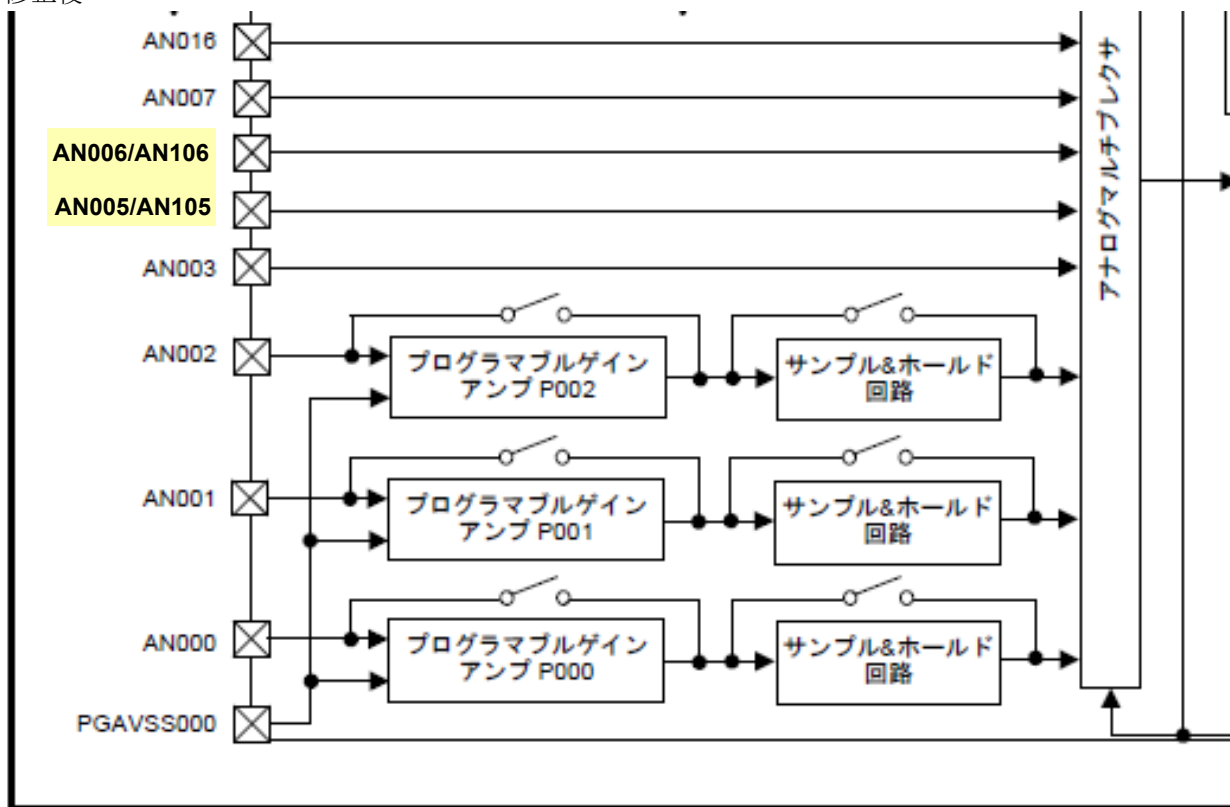 修正後
AN016
AN007
AN006/AN106
AN005/AN105
AN003
AN002
プログラマブルゲイン
アンプ P002
サンプル&ホールド
回路
AN001
プログラマブルゲイン
アンプ P001
サンプル&ホールド
回路
AN000
プログラマブルゲイン
アンプ P000
サンプル&ホールド
回路
PGAVSS000
アナログマルチプレクサ